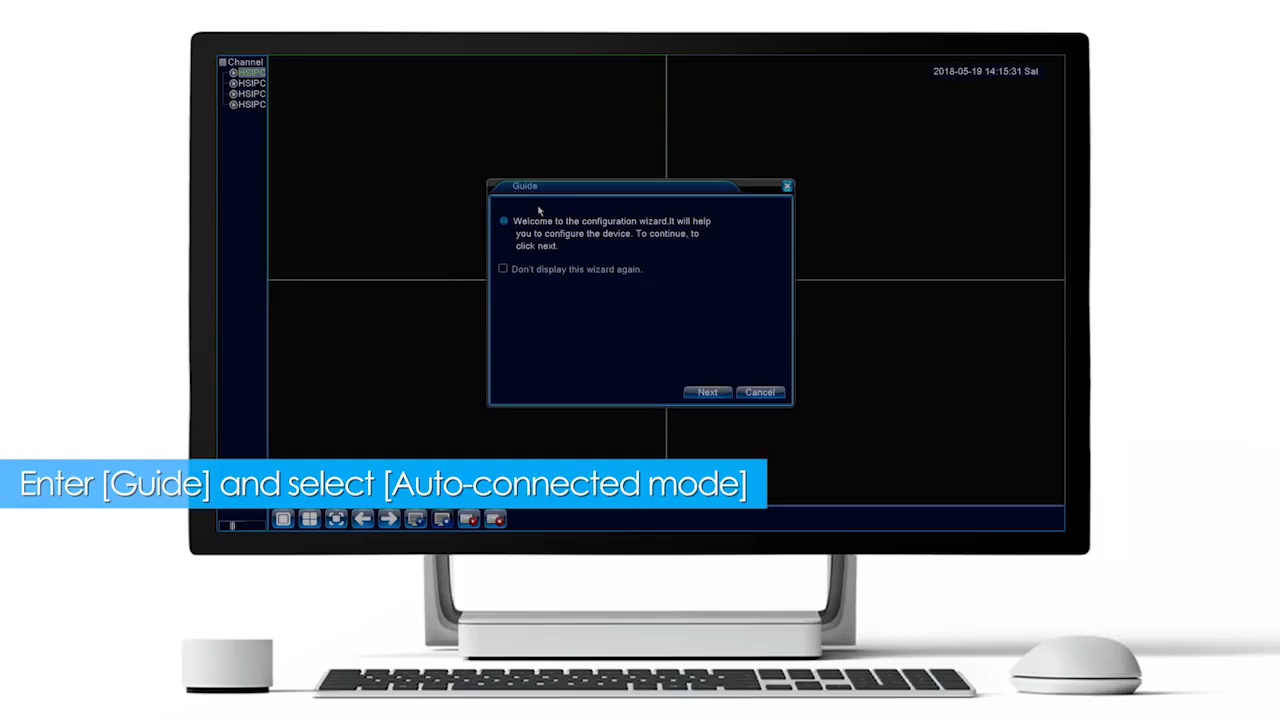 Channel
HSIPC
HSIPC
HSIPC
HSIPC
2018-05-19 14:15:31 Sat
Guide
Welcome to the configuration wizard.It will help
you to configure the device. To continue, to
click next.
Don't display this wizard again.
Next Cancel
Enter [Guide] and select [Auto-connected mode]